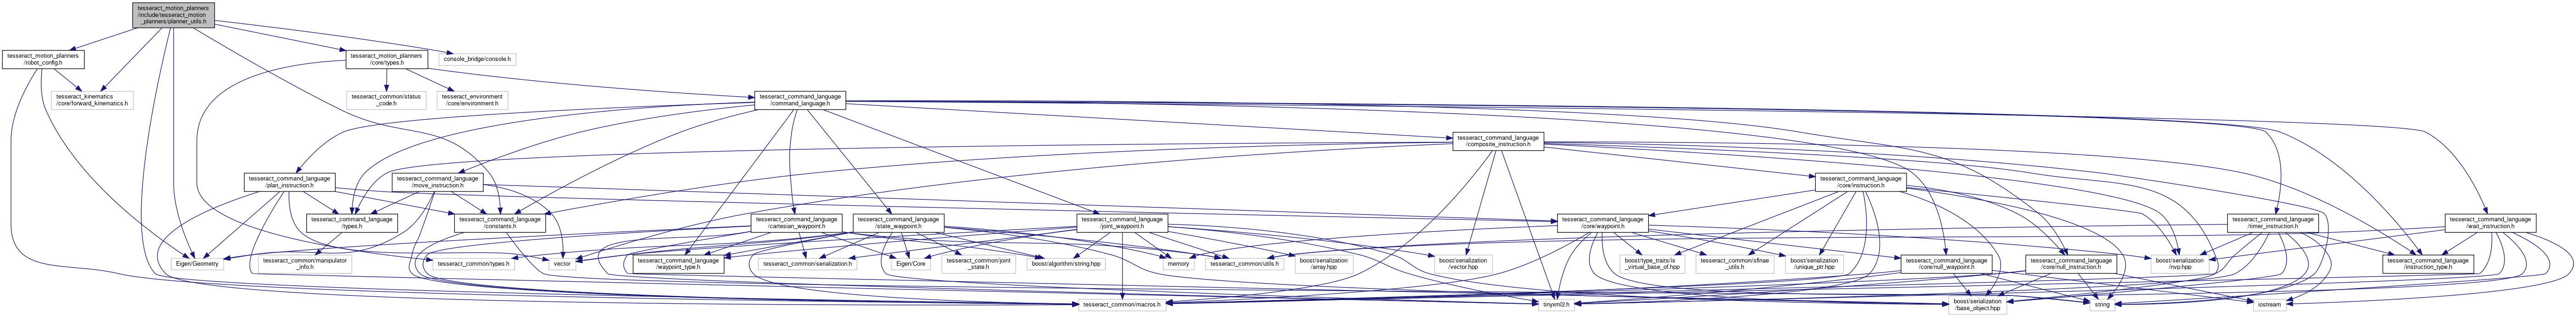 tesseract_motion_planners
/include/tesseract_motion
_planners/planner_utils.h
tesseract_motion_planners
/robot_config.h
tesseract_motion_planners
/core/types.h
console_bridge/console.h
tesseract_kinematics
/core/forward_kinematics.h
tesseract_common/status
_code.h
tesseract_environment
/core/environment.h
tesseract_command_language
/command_language.h
tesseract_command_language
/composite_instruction.h
tesseract_command_language
/plan_instruction.h
tesseract_command_language
/move_instruction.h
tesseract_command_language
/core/instruction.h
tesseract_command_language
/types.h
tesseract_command_language
/constants.h
tesseract_command_language
/cartesian_waypoint.h
tesseract_command_language
/state_waypoint.h
tesseract_command_language
/joint_waypoint.h
tesseract_command_language
/core/waypoint.h
tesseract_command_language
/timer_instruction.h
tesseract_command_language
/wait_instruction.h
Eigen/Geometry
tesseract_common/manipulator
_info.h
tesseract_common/types.h
vector
tesseract_command_language
/waypoint_type.h
tesseract_common/serialization.h
Eigen/Core
tesseract_common/joint
_state.h
boost/algorithm/string.hpp
memory
tesseract_common/utils.h
boost/serialization
/array.hpp
boost/serialization
/vector.hpp
boost/type_traits/is
_virtual_base_of.hpp
tesseract_common/sfinae
_utils.h
boost/serialization
/unique_ptr.hpp
tesseract_command_language
/core/null_waypoint.h
tesseract_command_language
/core/null_instruction.h
boost/serialization
/nvp.hpp
tesseract_command_language
/instruction_type.h
tesseract_common/macros.h
tinyxml2.h
boost/serialization
/base_object.hpp
string
iostream